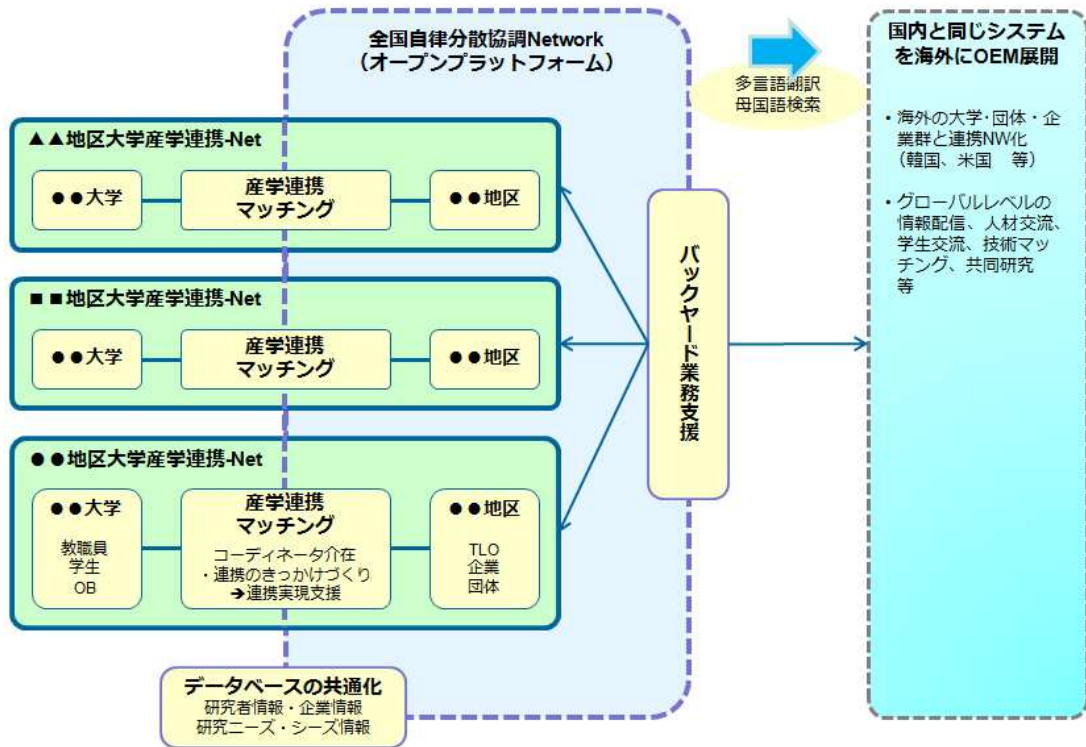 全国自律分散協調Network
（オープンプラットフォーム）
多言語翻訳
母国語検索
国内と同じシステム
を海外にOEM展開
・海外の大学・団体・企
業群と連携NW化
（韓国、米国　等）
・グローバルレベルの
情報配信、人材交流、
学生交流、技術マッ
チング、共同研究
等
▲▲地区大学産学連携-Net
●●大学
産学連携
マッチング
●●地区
■■地区大学産学連携-Net
●●大学
産学連携
マッチング
●●地区
●●地区大学産学連携-Net
●●大学
教職員
学生
OB
産学連携
マッチング
コーディネータ介在
・連携のきっかけづくり
➔連携実現支援
●●地区
TLO
企業
団体
バックヤード業務支援
データベースの共通化
研究者情報・企業情報
研究ニーズ・シーズ情報